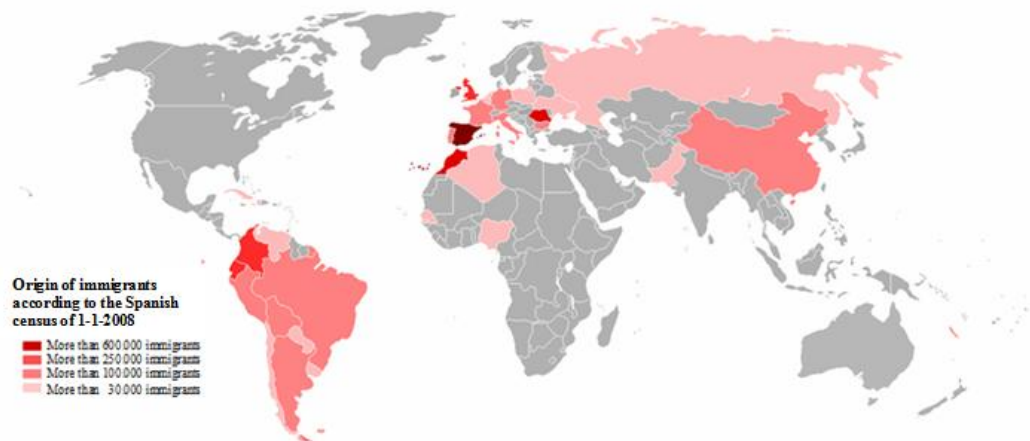 Origin of immigrants
according to the Spanish
census of 1-1-2008
More than 600.000 immigrants
More than 250.000 immigrants
More than 100.000 immigrants
More than 30.000 immigrants